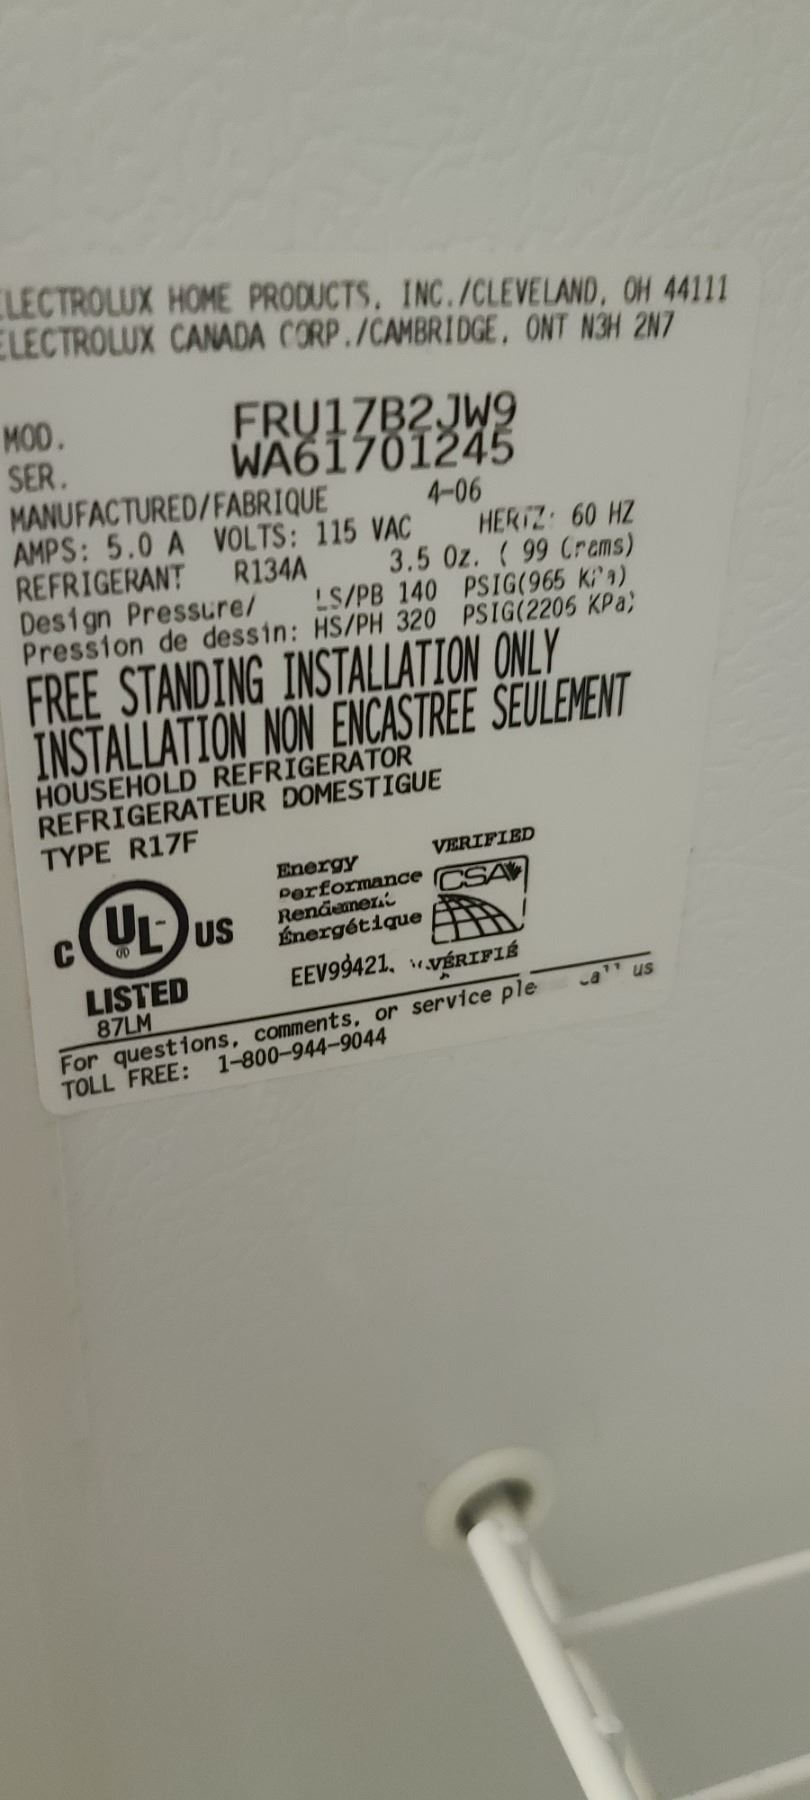 ELECTROLUX HOME PRODUCTS, INC./CLEVELAND, OH 44111
ELECTROLUX CANADA CORP./CAMBRIDGE, ONT N3H 2N7
MOD. FRU17B2JW9
SER. WA61701245
MANUFACTURED/FABRIQUE 4-06
AMPS: 5.0 A VOLTS: 115 VAC HERTZ: 60 HZ
REFRIGERANT R134A 3.5 Oz. ( 99 Grams)
Design Pressure/ LS/PB 140 PSIG(965 KPa)
Pression de dessin: HS/PH 320 PSIG(2206 KPa)
FREE STANDING INSTALLATION ONLY
INSTALLATION NON ENCASTREE SEULEMENT
HOUSEHOLD REFRIGERATOR
REFRIGERATEUR DOMESTIGUE
TYPE R17F
C UL ® US
LISTED
87LM
Energy
Performance
Rendement
Énergétique
EEV99421.
VERIFIED
CSA
VÉRIFIÉ
For questions, comments, or service call us
TOLL FREE: 1-800-944-9044